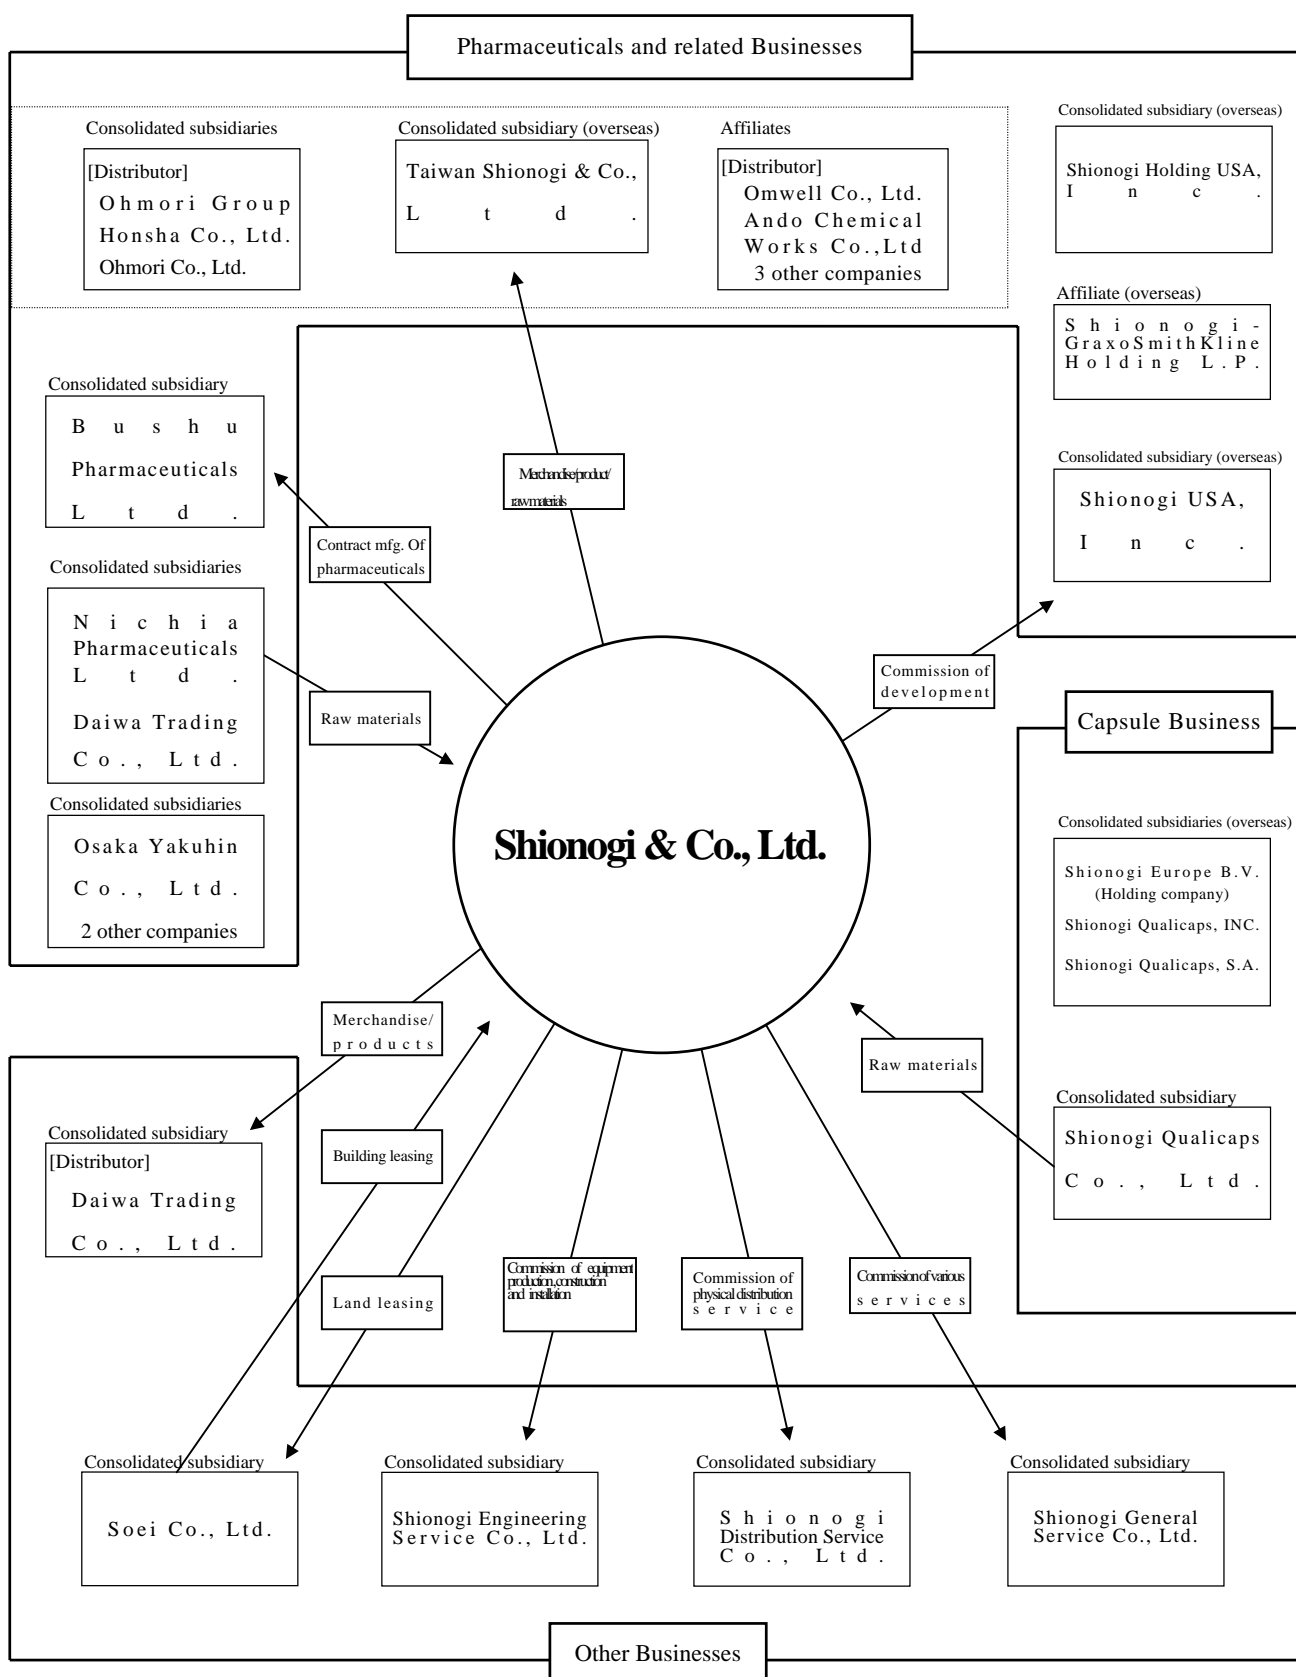 Pharmaceuticals and related Businesses
Consolidated subsidiaries
[Distributor]
Ohmori Group
Honsha Co., Ltd.
Ohmori Co., Ltd.
Consolidated subsidiary (overseas)
Taiwan Shionogi & Co.,
Ltd.
Affiliates
[Distributor]
Omwell Co., Ltd.
Ando Chemical
Works Co.,Ltd
3 other companies
Consolidated subsidiary (overseas)
Shionogi Holding USA,
Inc.
Affiliate (overseas)
Shionogi-
GraxoSmithKline
Holding L.P.
Consolidated subsidiary (overseas)
Shionogi USA,
Inc.
Consolidated subsidiary
Bushu
Pharmaceuticals
Ltd.
Merchandise/product/
raw materials
Contract mfg. Of
pharmaceuticals
Consolidated subsidiaries
Nichia
Pharmaceuticals
Ltd.
Daiwa Trading
Co., Ltd.
Raw materials
Commission of
development
Consolidated subsidiaries
Osaka Yakuhin
Co., Ltd.
2 other companies
Shionogi & Co., Ltd.
Capsule Business
Consolidated subsidiaries (overseas)
Shionogi Europe B.V.
(Holding company)
Shionogi Qualicaps, INC.
Shionogi Qualicaps, S.A.
Merchandise/
products
Raw materials
Consolidated subsidiary
Shionogi Qualicaps
Co., Ltd.
Consolidated subsidiary
[Distributor]
Daiwa Trading
Co., Ltd.
Building leasing
Land leasing
Commission of equipment
production, construction
and installation
Commission of
physical distribution
service
Commission of various
services
Consolidated subsidiary
Soei Co., Ltd.
Consolidated subsidiary
Shionogi Engineering
Service Co., Ltd.
Consolidated subsidiary
Shionogi
Distribution Service
Co., Ltd.
Consolidated subsidiary
Shionogi General
Service Co., Ltd.
Other Businesses